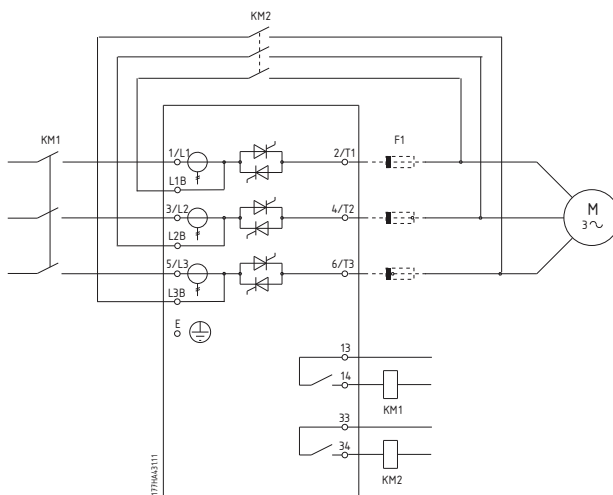 KM2
KM1
F1
1/L1
2/T1
L1B
3/L2
4/T2
L2B
5/L3
6/T3
L3B
M
3~
E
13
14
KM1
33
34
KM2
177HA43111